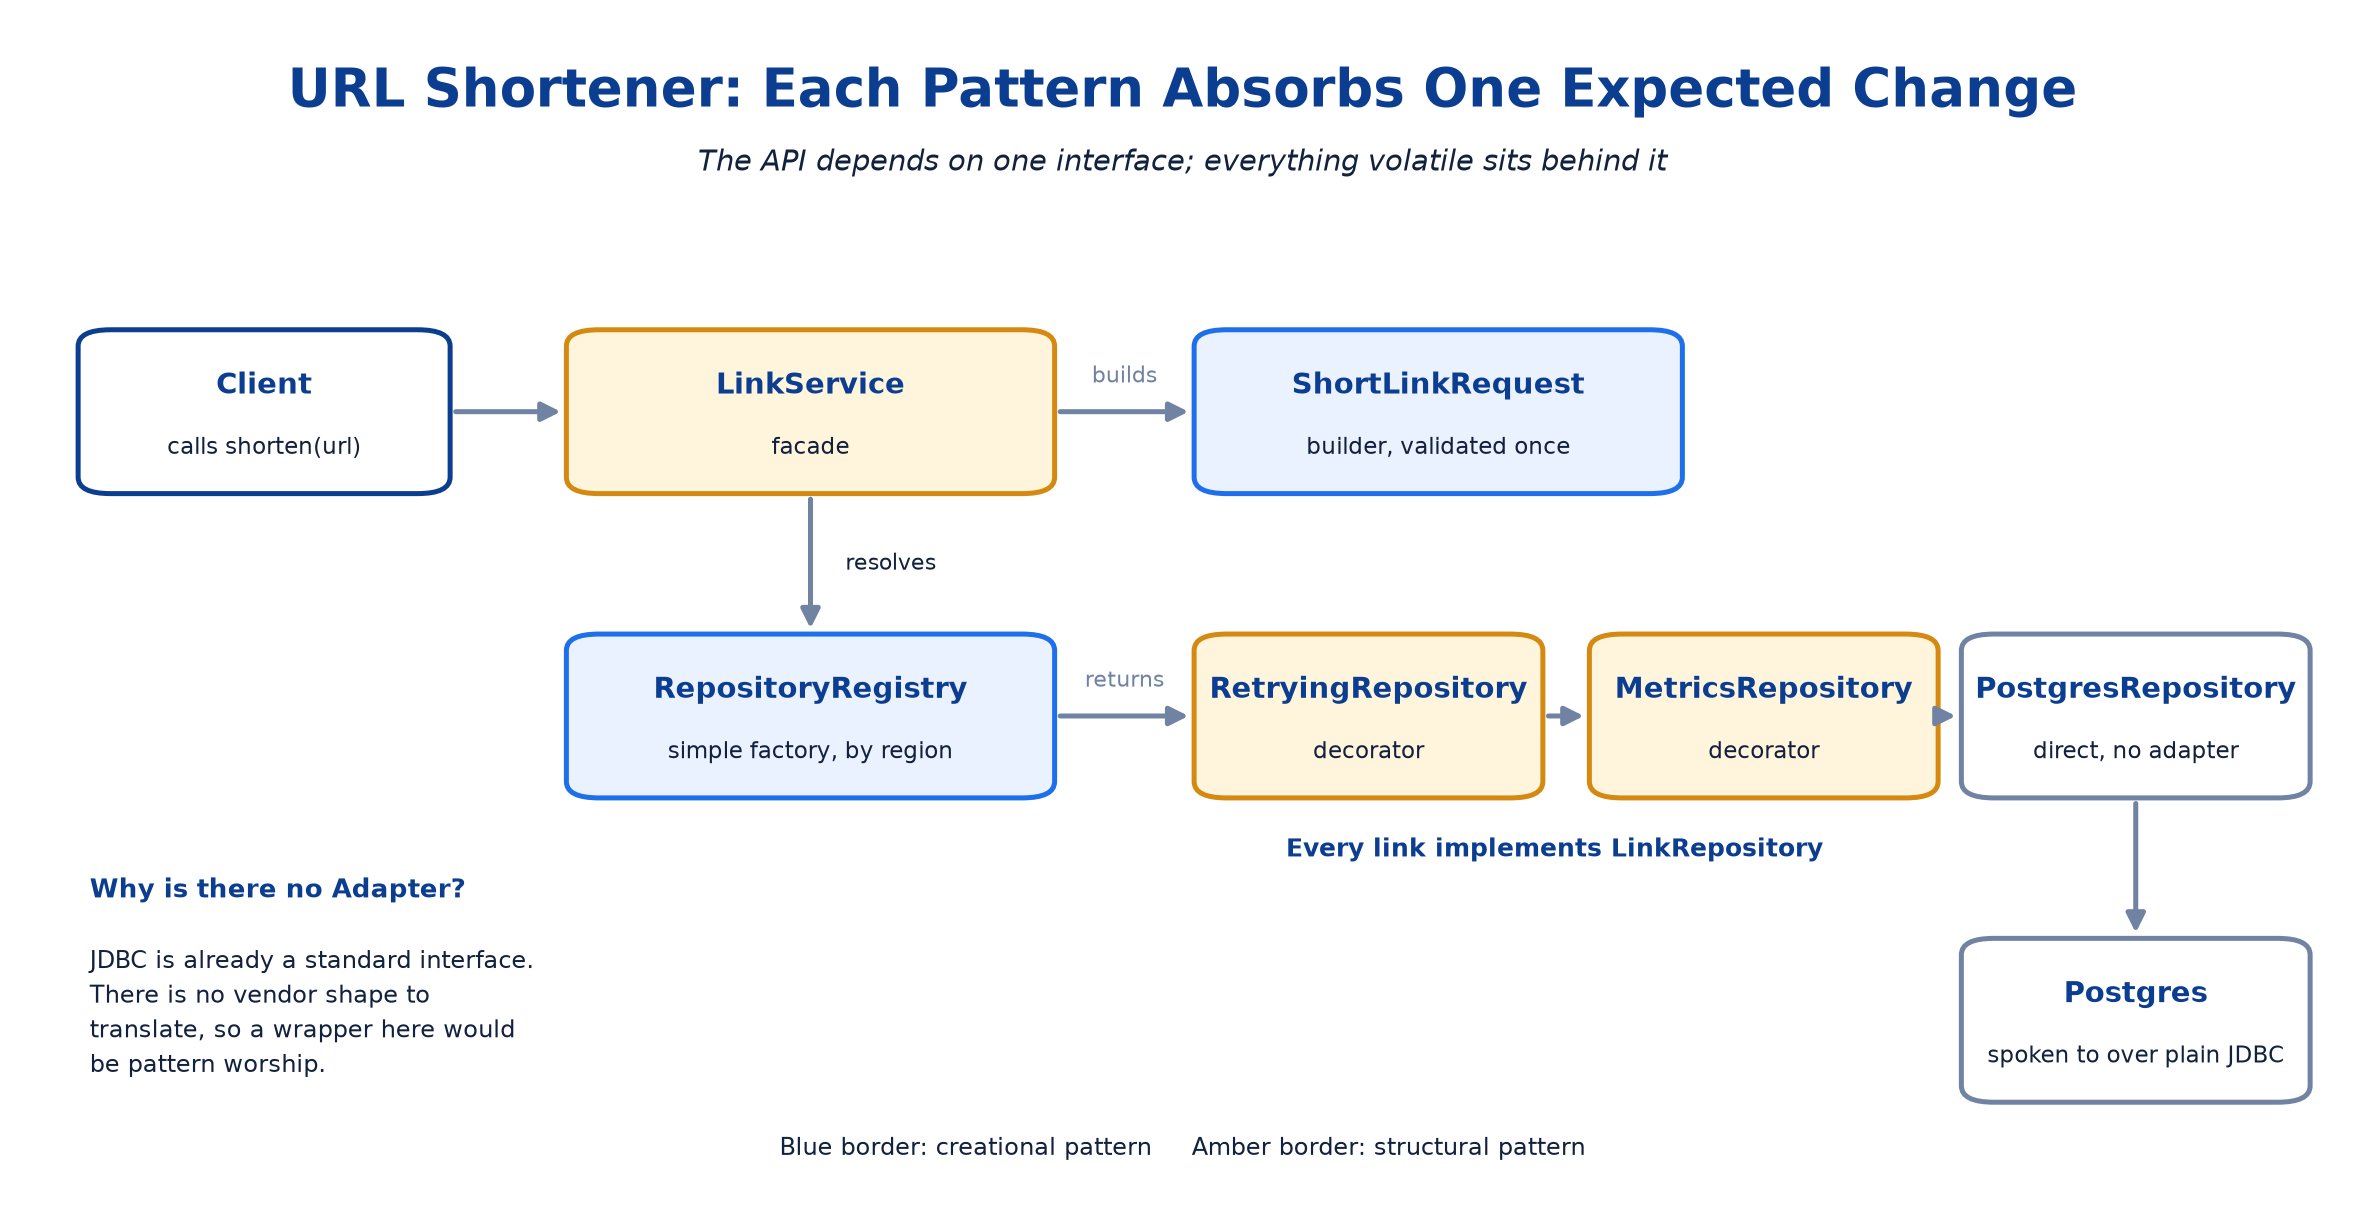 URL Shortener: Each Pattern Absorbs One Expected Change
The API depends on one interface; everything volatile sits behind it
Client
calls shorten(url)
LinkService
facade
builds
ShortLinkRequest
builder, validated once
resolves
RepositoryRegistry
simple factory, by region
returns
RetryingRepository
decorator
MetricsRepository
decorator
PostgresRepository
direct, no adapter
Every link implements LinkRepository
Why is there no Adapter?
JDBC is already a standard interface.
There is no vendor shape to
translate, so a wrapper here would
be pattern worship.
Postgres
spoken to over plain JDBC
Blue border: creational pattern
Amber border: structural pattern